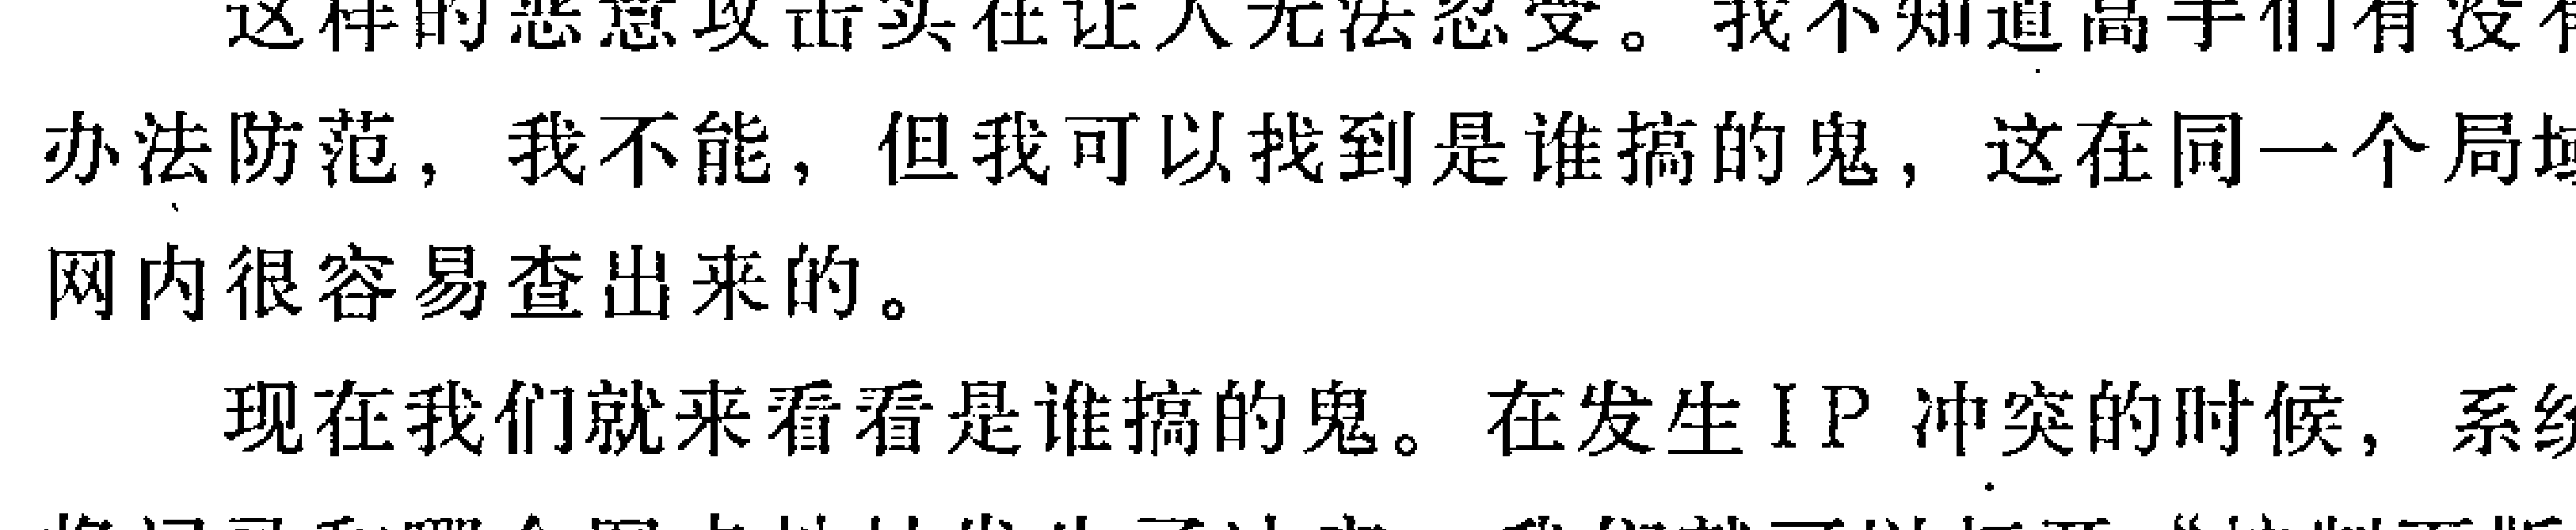 这样的恶意攻击实在让人无法忍受。我不知道高手们有没有
办法防范，我不能，但我可以找到是谁搞的鬼，这在同一个局域
网内很容易查出来的。
现在我们就来看看是谁搞的鬼。在发生IP 冲突的时候，系统